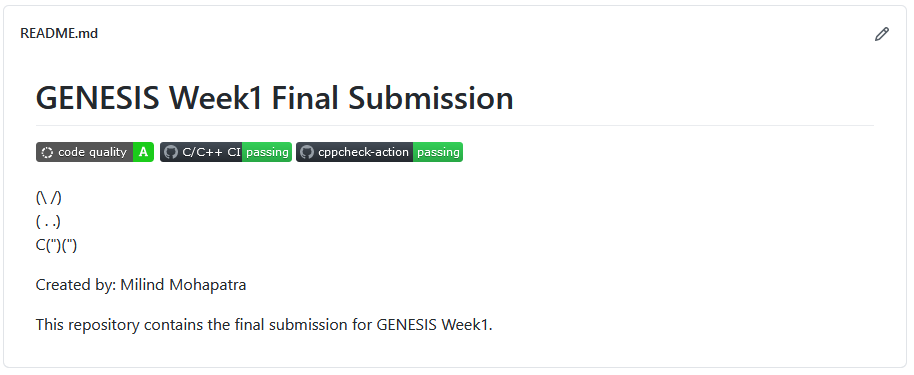 README.md
GENESIS Week1 Final Submission
code quality A C/C++ CI passing cppcheck-action passing
(\ /)
( . .)
C(")(")
Created by: Milind Mohapatra
This repository contains the final submission for GENESIS Week1.